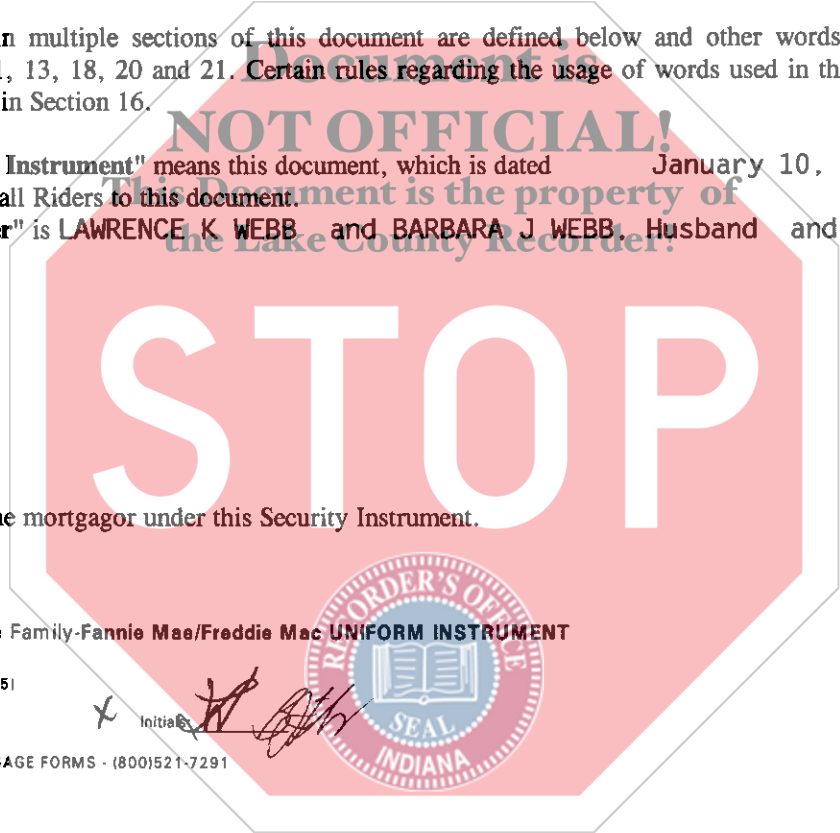 n multiple sections of this document are defined below and other words
, 13, 18, 20 and 21. Certain rules regarding the usage of words used in th
in Section 16.
Document is
NOT OFFICIAL!
This Document is the property of
the Lake County Recorder!
Instrument" means this document, which is dated January 10,
all Riders to this document.
r" is LAWRENCE K WEBB and BARBARA J WEBB, Husband and
STOP
e mortgagor under this Security Instrument.
Family-Fannie Mae/Freddie Mac UNIFORM INSTRUMENT
5
Initials:
AGE FORMS - (800)521-7291
RECORDER'S OFFICE
SEAL
INDIANA